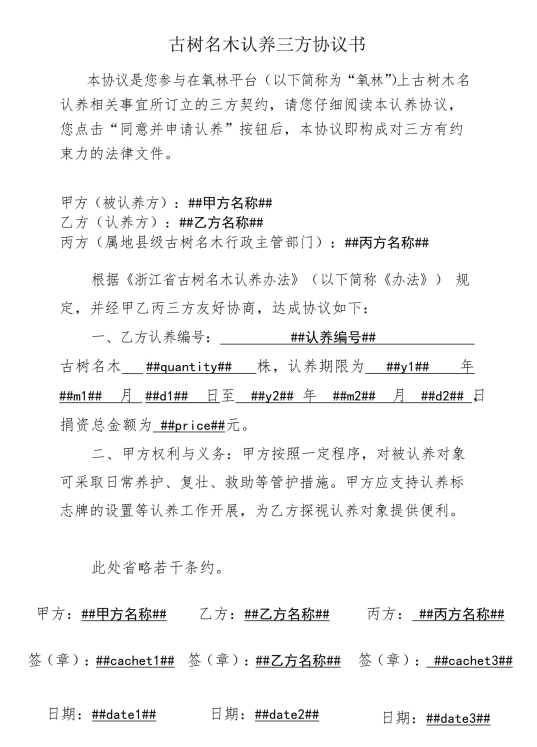 古树名木认养三方协议书
本协议是您参与在氧林平台（以下简称为“氧林”）上古树木名
认养相关事宜所订立的三方契约，请您仔细阅读本认养协议，
您点击“同意并申请认养”按钮后，本协议即构成对三方有约
束力的法律文件。
甲方（被认养方）：##甲方名称##
乙方（认养方）：##乙方名称##
丙方（属地县级古树名木行政主管部门）：##丙方名称##
根据《浙江省古树名木认养办法》（以下简称《办法》） 规
定，并经甲乙丙三方友好协商，达成协议如下：
一、乙方认养编号： ##认养编号##
古树名木 ##quantity## 株，认养期限为 ##y1## 年
##m1## 月 ##d1## 日至 ##y2## 年 ##m2## 月 ##d2## 日，
捐资总金额为 ##price##元。
二、甲方权利与义务：甲方按照一定程序，对被认养对象
可采取日常养护、复壮、救助等管护措施。甲方应支持认养标
志牌的设置等认养工作开展，为乙方探视认养对象提供便利。
此处省略若干条约。
甲方：##甲方名称## 乙方：##乙方名称## 丙方： ##丙方名称##
签（章）：##cachet1## 签（章）：##乙方名称## 签（章）： ##cachet3##
日期：##date1## 日期：##date2## 日期：##date3##